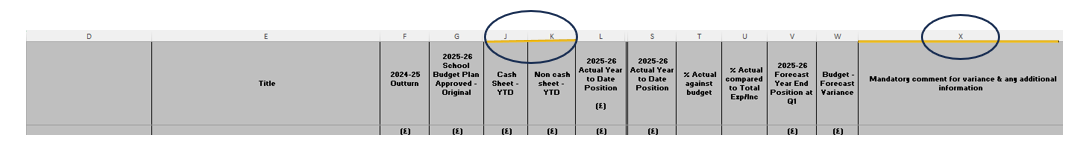 D E F G J K L S T U V W X
Title
2024-25
Outturn
2025-26
School
Budget Plan
Approved -
Original
Cash
Sheet -
YTD
Non cash
sheet -
YTD
2025-26
Actual Year
to Date
Position
(£)
2025-26
Actual Year
to Date
Position
% Actual
against
budget
% Actual
compared
to Total
Exp/Inc
2025-26
Forecast
Year End
Position at
Q1
Budget -
Forecast
Variance
Mandatory comment for variance & any additional
information
(£) (£) (£) (£) (£) (£) (£) (£)